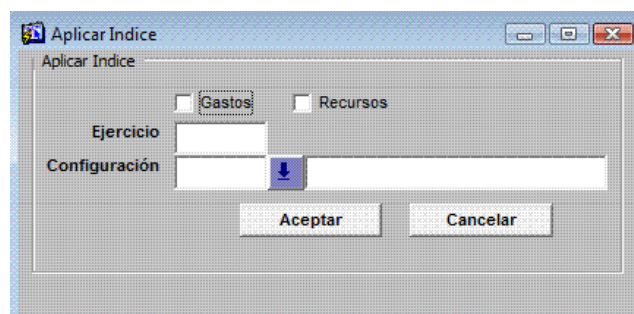 Aplicar Indice
Aplicar Indice
Gastos Recursos
Ejercicio
Configuración
Aceptar Cancelar